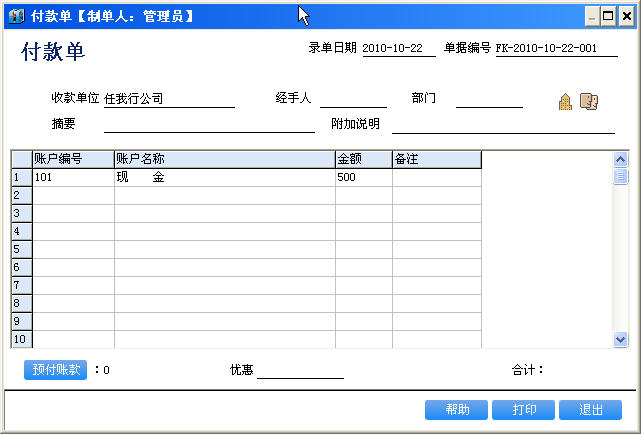 付款单【制单人：管理员】
付款单 录单日期 2010-10-22 单据编号 FK-2010-10-22-001
收款单位 任我行公司 经手人 部门
摘要 附加说明
账户编号 账户名称 金额 备注
1 101 现 金 500
2
3
4
5
6
7
8
9
10
预付账款 ：0 优惠 合计：
帮助 打印 退出